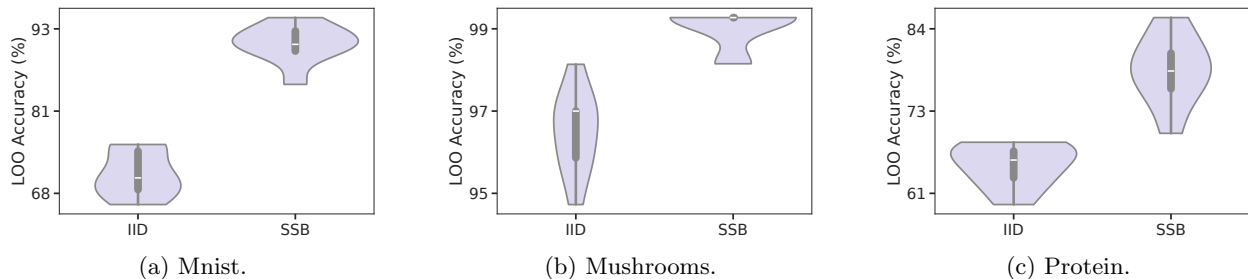 LOO Accuracy (%)
93
81
68
IID
SSB
(a) Mnist.
LOO Accuracy (%)
99
97
95
IID
SSB
(b) Mushrooms.
LOO Accuracy (%)
84
73
61
IID
SSB
(c) Protein.